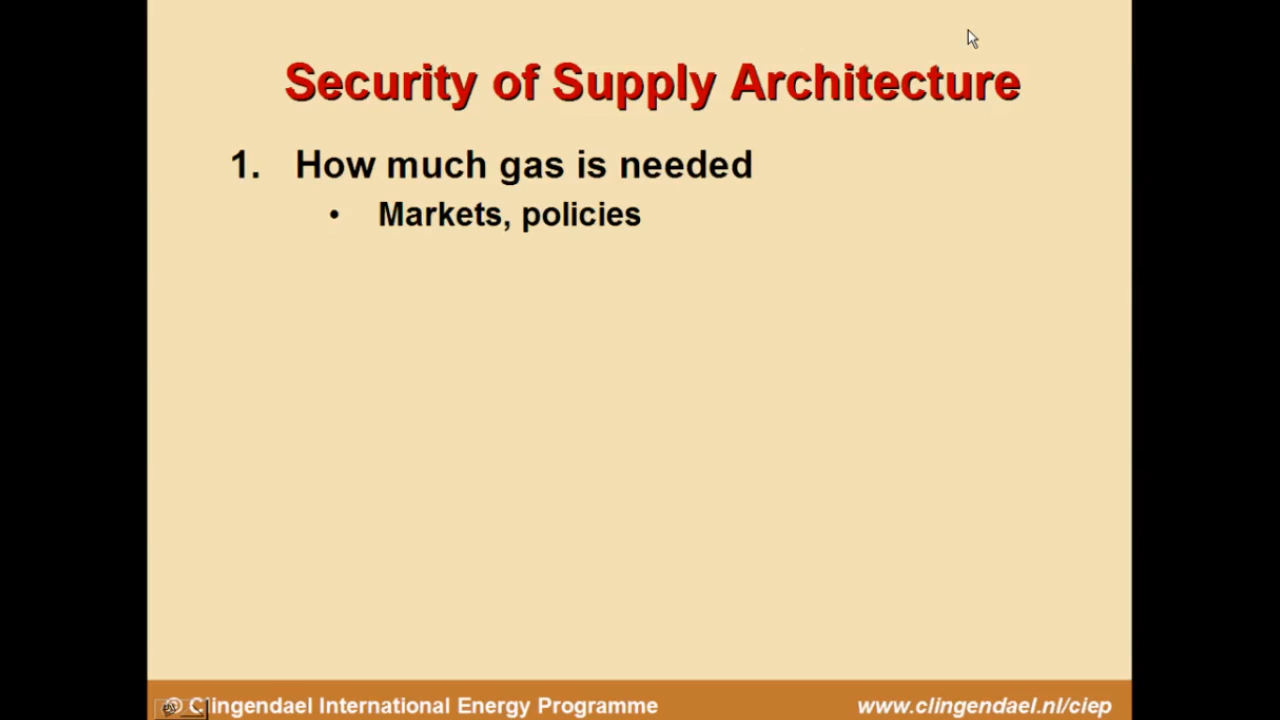 Security of Supply Architecture
1. How much gas is needed
• Markets, policies
© Clingendael International Energy Programme www.clingendael.nl/ciep